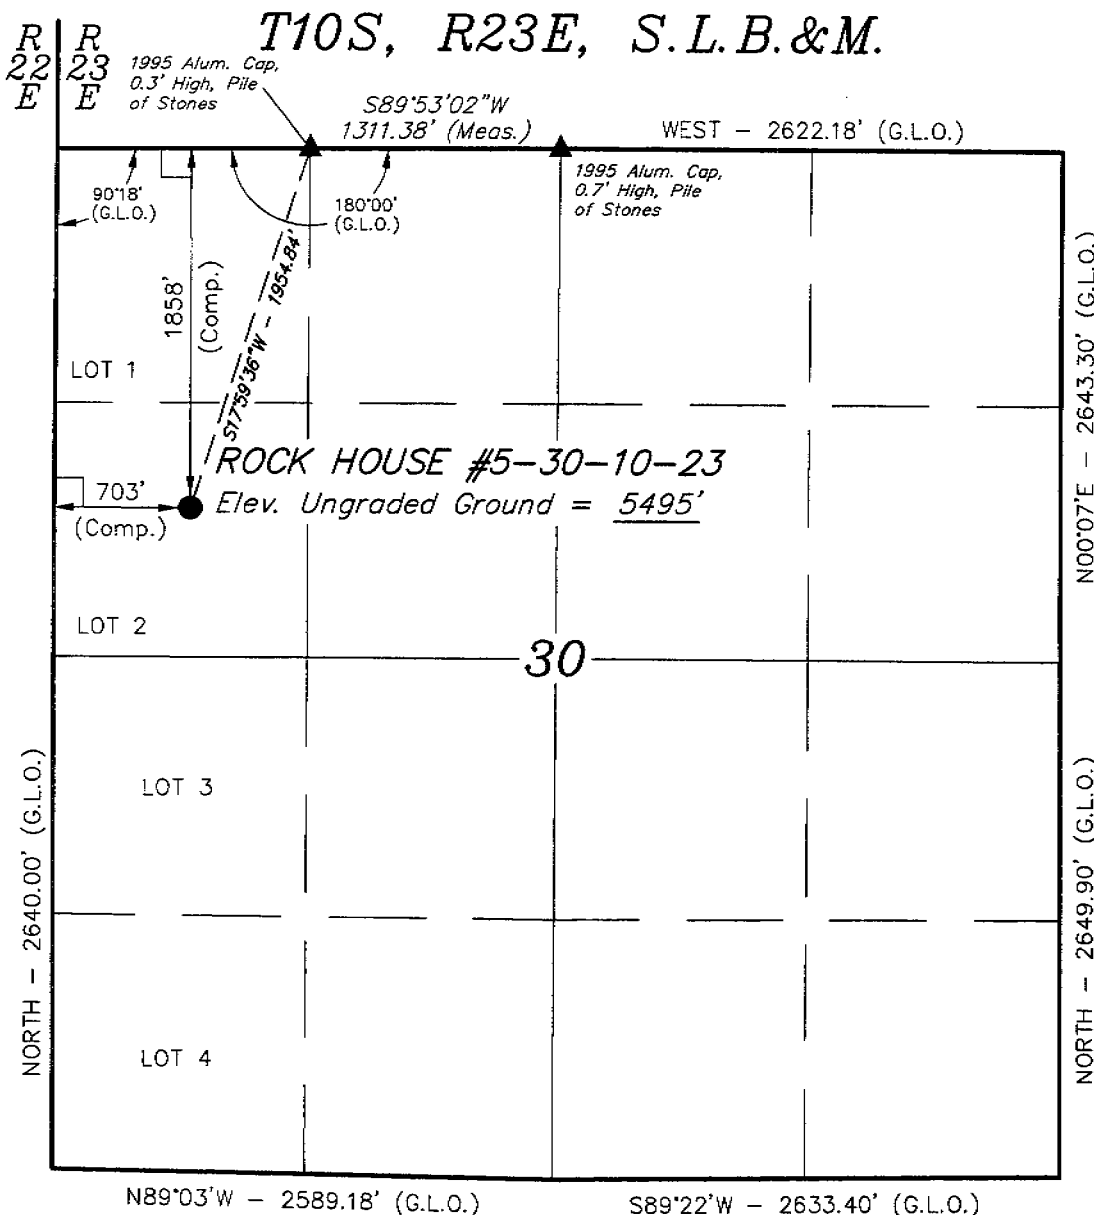 T10S, R23E, S.L.B.&M.
R
22
E
R
23
E
1995 Alum. Cap,
0.3' High, Pile
of Stones
S89°53'02"W
1311.38' (Meas.)
WEST - 2622.18' (G.L.O.)
1995 Alum. Cap,
0.7' High, Pile
of Stones
90°18'
(G.L.O.)
180°00'
(G.L.O.)
1858'
(Comp.)
S17°59'36"W - 1954.84'
N00°07'E - 2643.30' (G.L.O.)
LOT 1
ROCK HOUSE #5-30-10-23
703'
(Comp.)
Elev. Ungraded Ground = 5495'
LOT 2
30
LOT 3
NORTH - 2640.00' (G.L.O.)
NORTH - 2649.90' (G.L.O.)
LOT 4
N89°03'W - 2589.18' (G.L.O.)
S89°22'W - 2633.40' (G.L.O.)